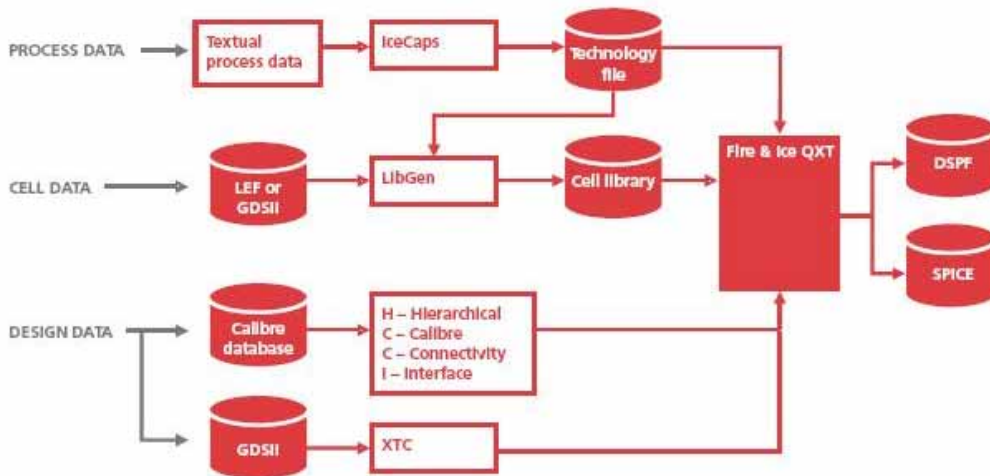 PROCESS DATA
Textual
process data
IceCaps
Technology
file
CELL DATA
LEF or
GDSII
LibGen
Cell library
Fire & Ice QXT
DSPF
SPICE
DESIGN DATA
Calibre
database
H – Hierarchical
C – Calibre
C – Connectivity
I – Interface
GDSII
XTC